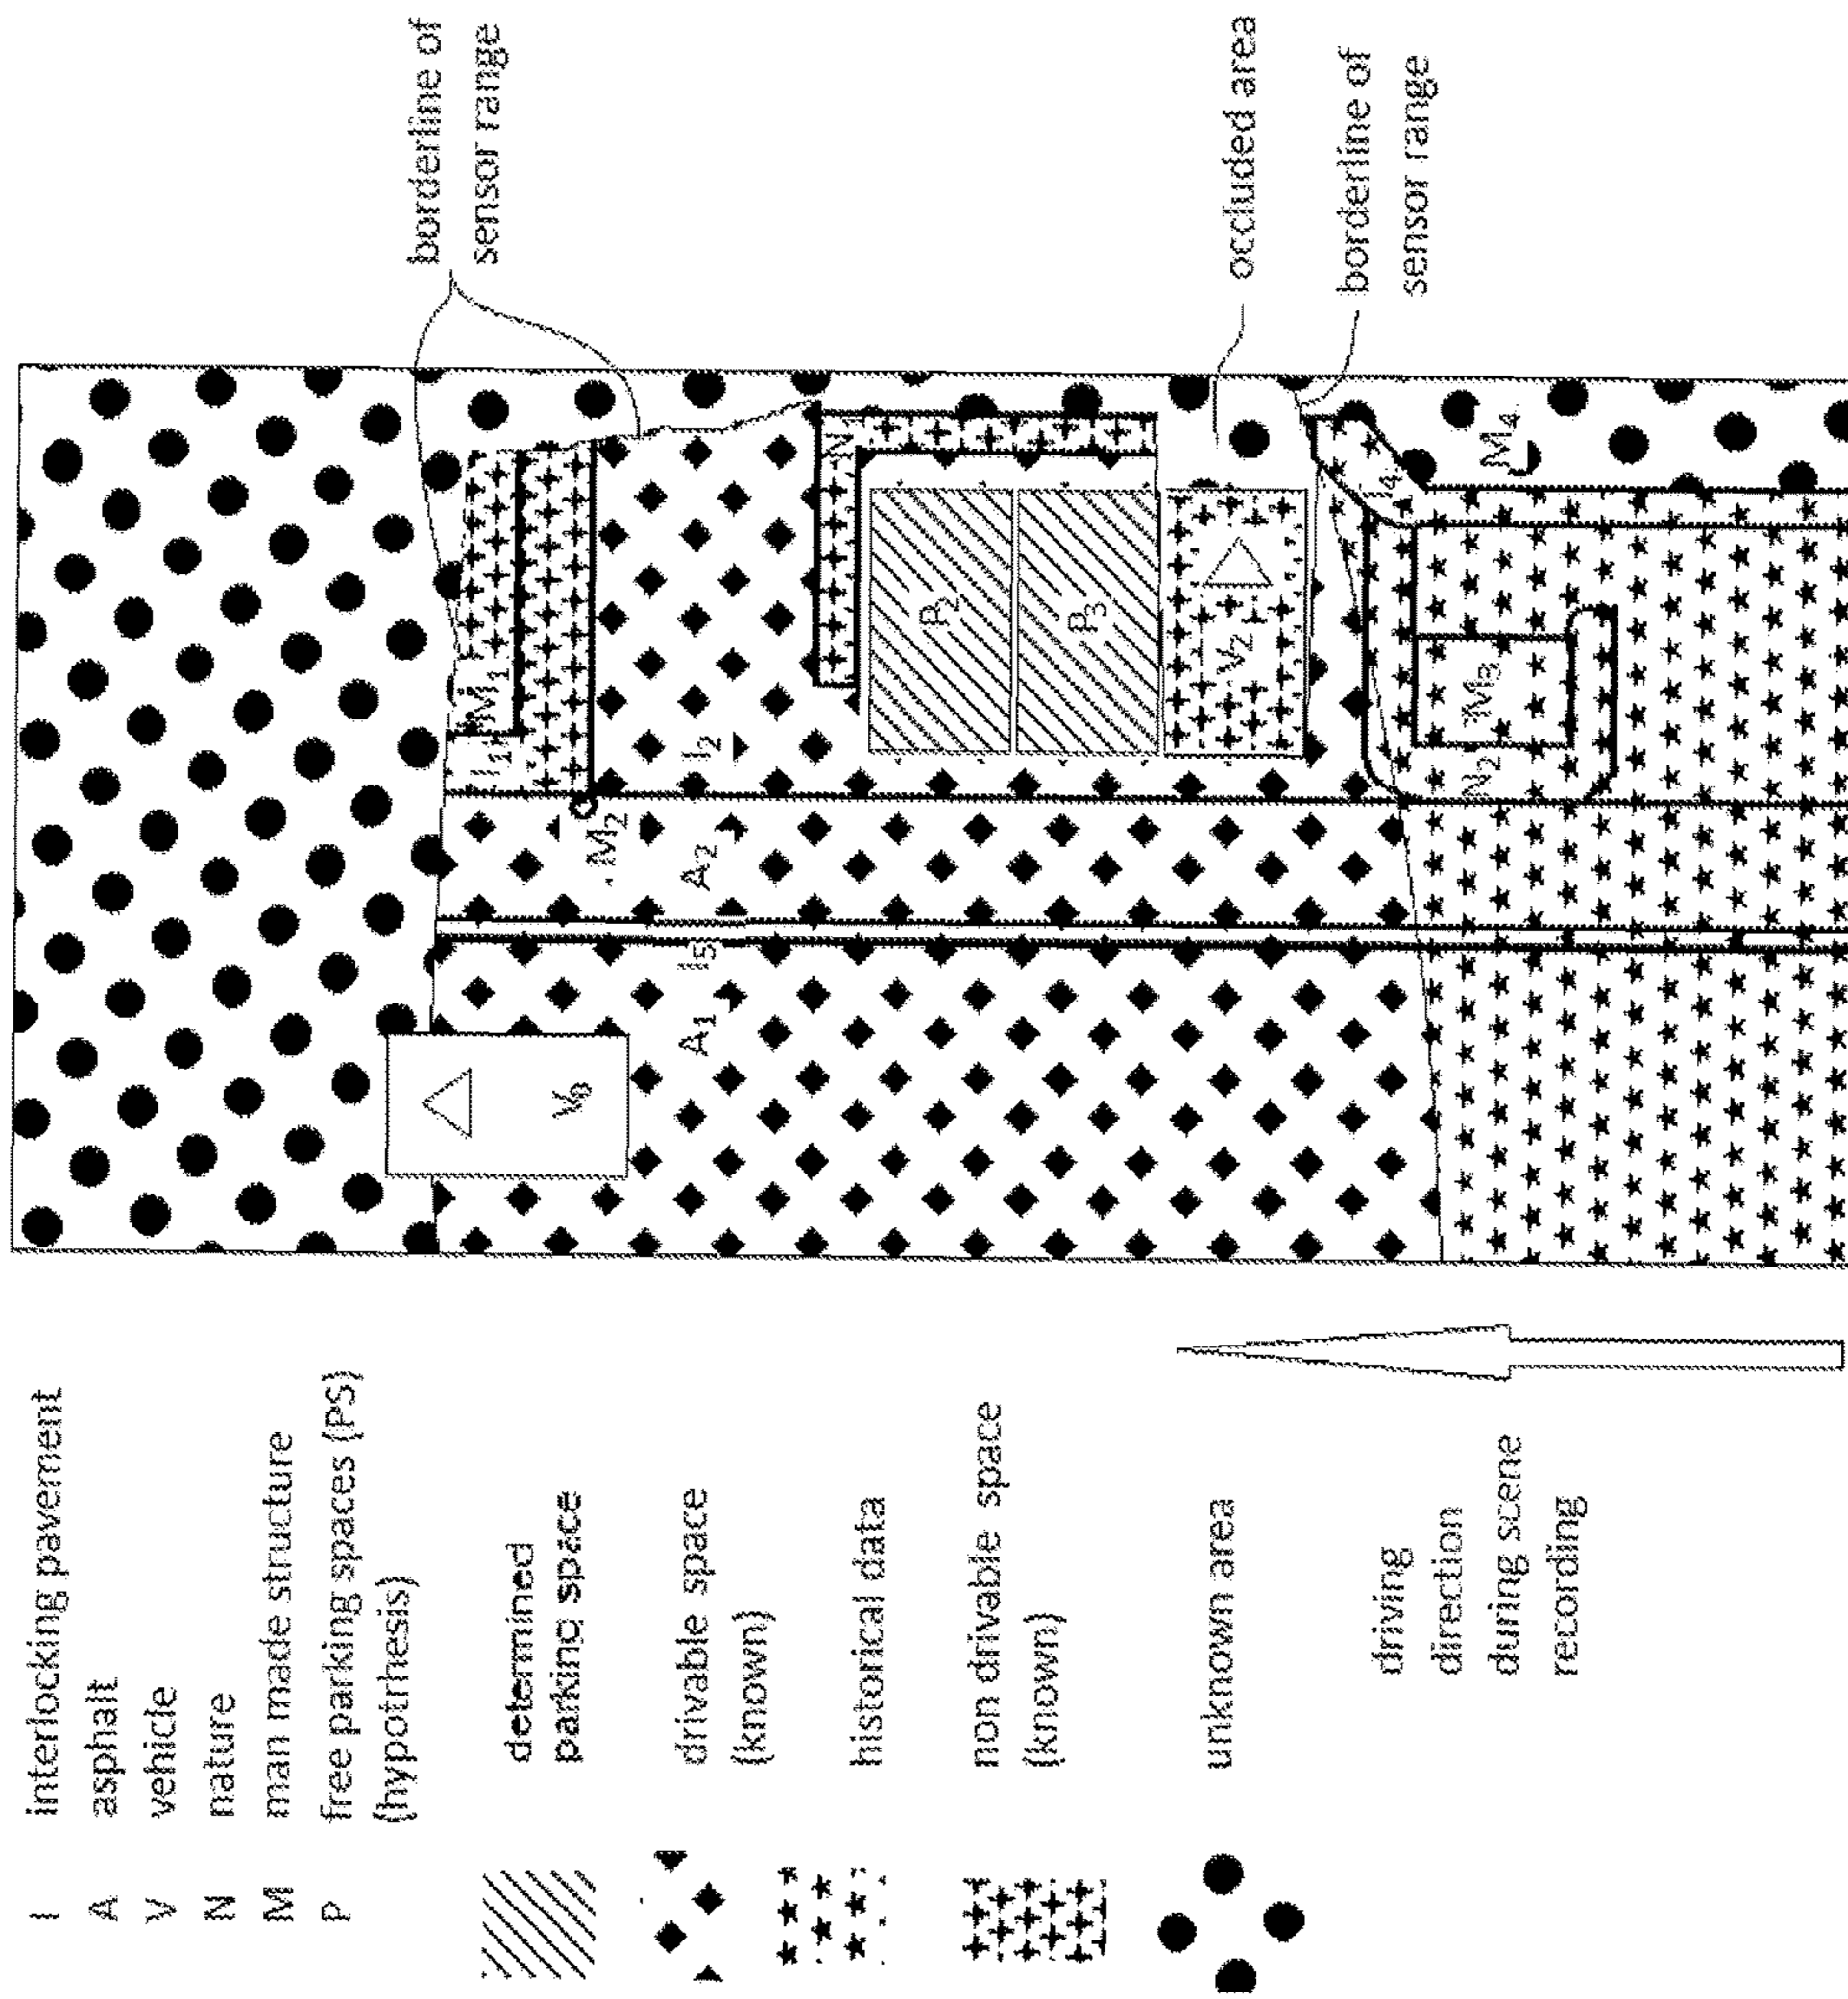 I interlocking pavement
A asphalt
V vehicle
N nature
M man made structure
P free parking spaces (PS)
(hypothesis)
determined
parking space
drivable space
(known)
historical data
non drivable space
(known)
unknown area
driving
direction
during scene
recording
borderline of
sensor range
occluded area
borderline of
sensor range
V0
A1
I5
A2
M2
I1
M1
I2
N1
P2
P3
V2
N2
M3
I4
M4